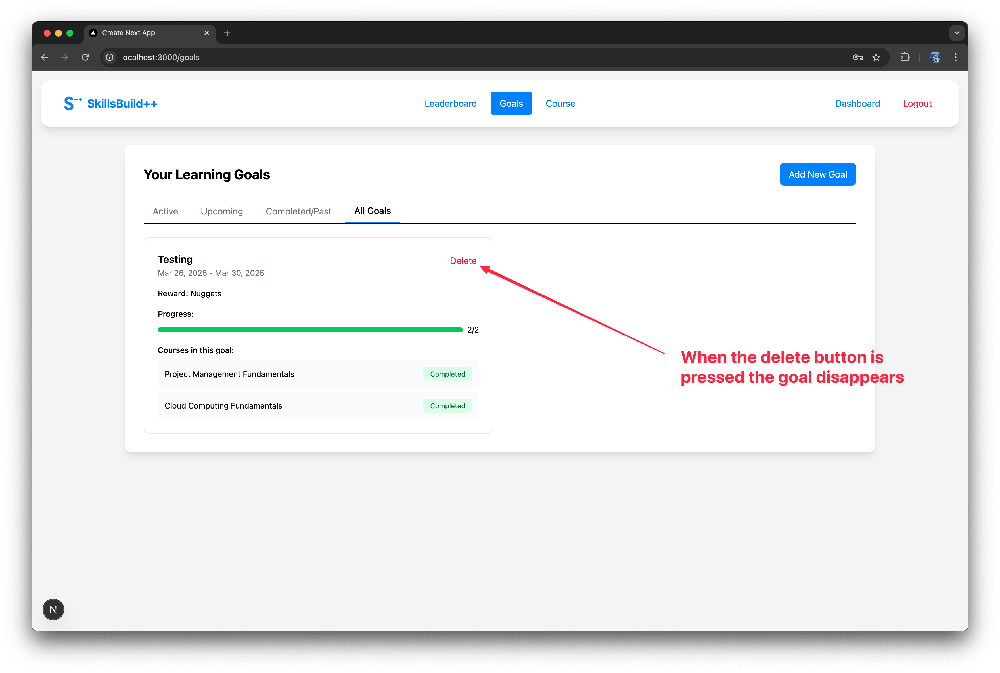 Create Next App
localhost:3000/goals
S++ SkillsBuild++
Leaderboard
Goals
Course
Dashboard
Logout
Your Learning Goals
Add New Goal
Active
Upcoming
Completed/Past
All Goals
Testing
Delete
Mar 26, 2025 - Mar 30, 2025
Reward: Nuggets
Progress:
2/2
Courses in this goal:
Project Management Fundamentals
Completed
Cloud Computing Fundamentals
Completed
When the delete button is
pressed the goal disappears
N